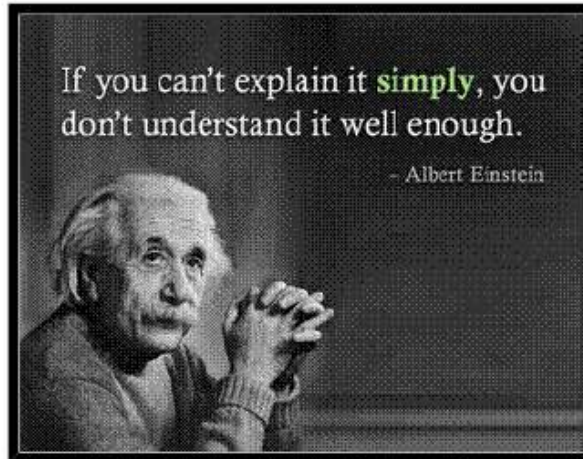 If you can't explain it simply, you
don't understand it well enough.
- Albert Einstein